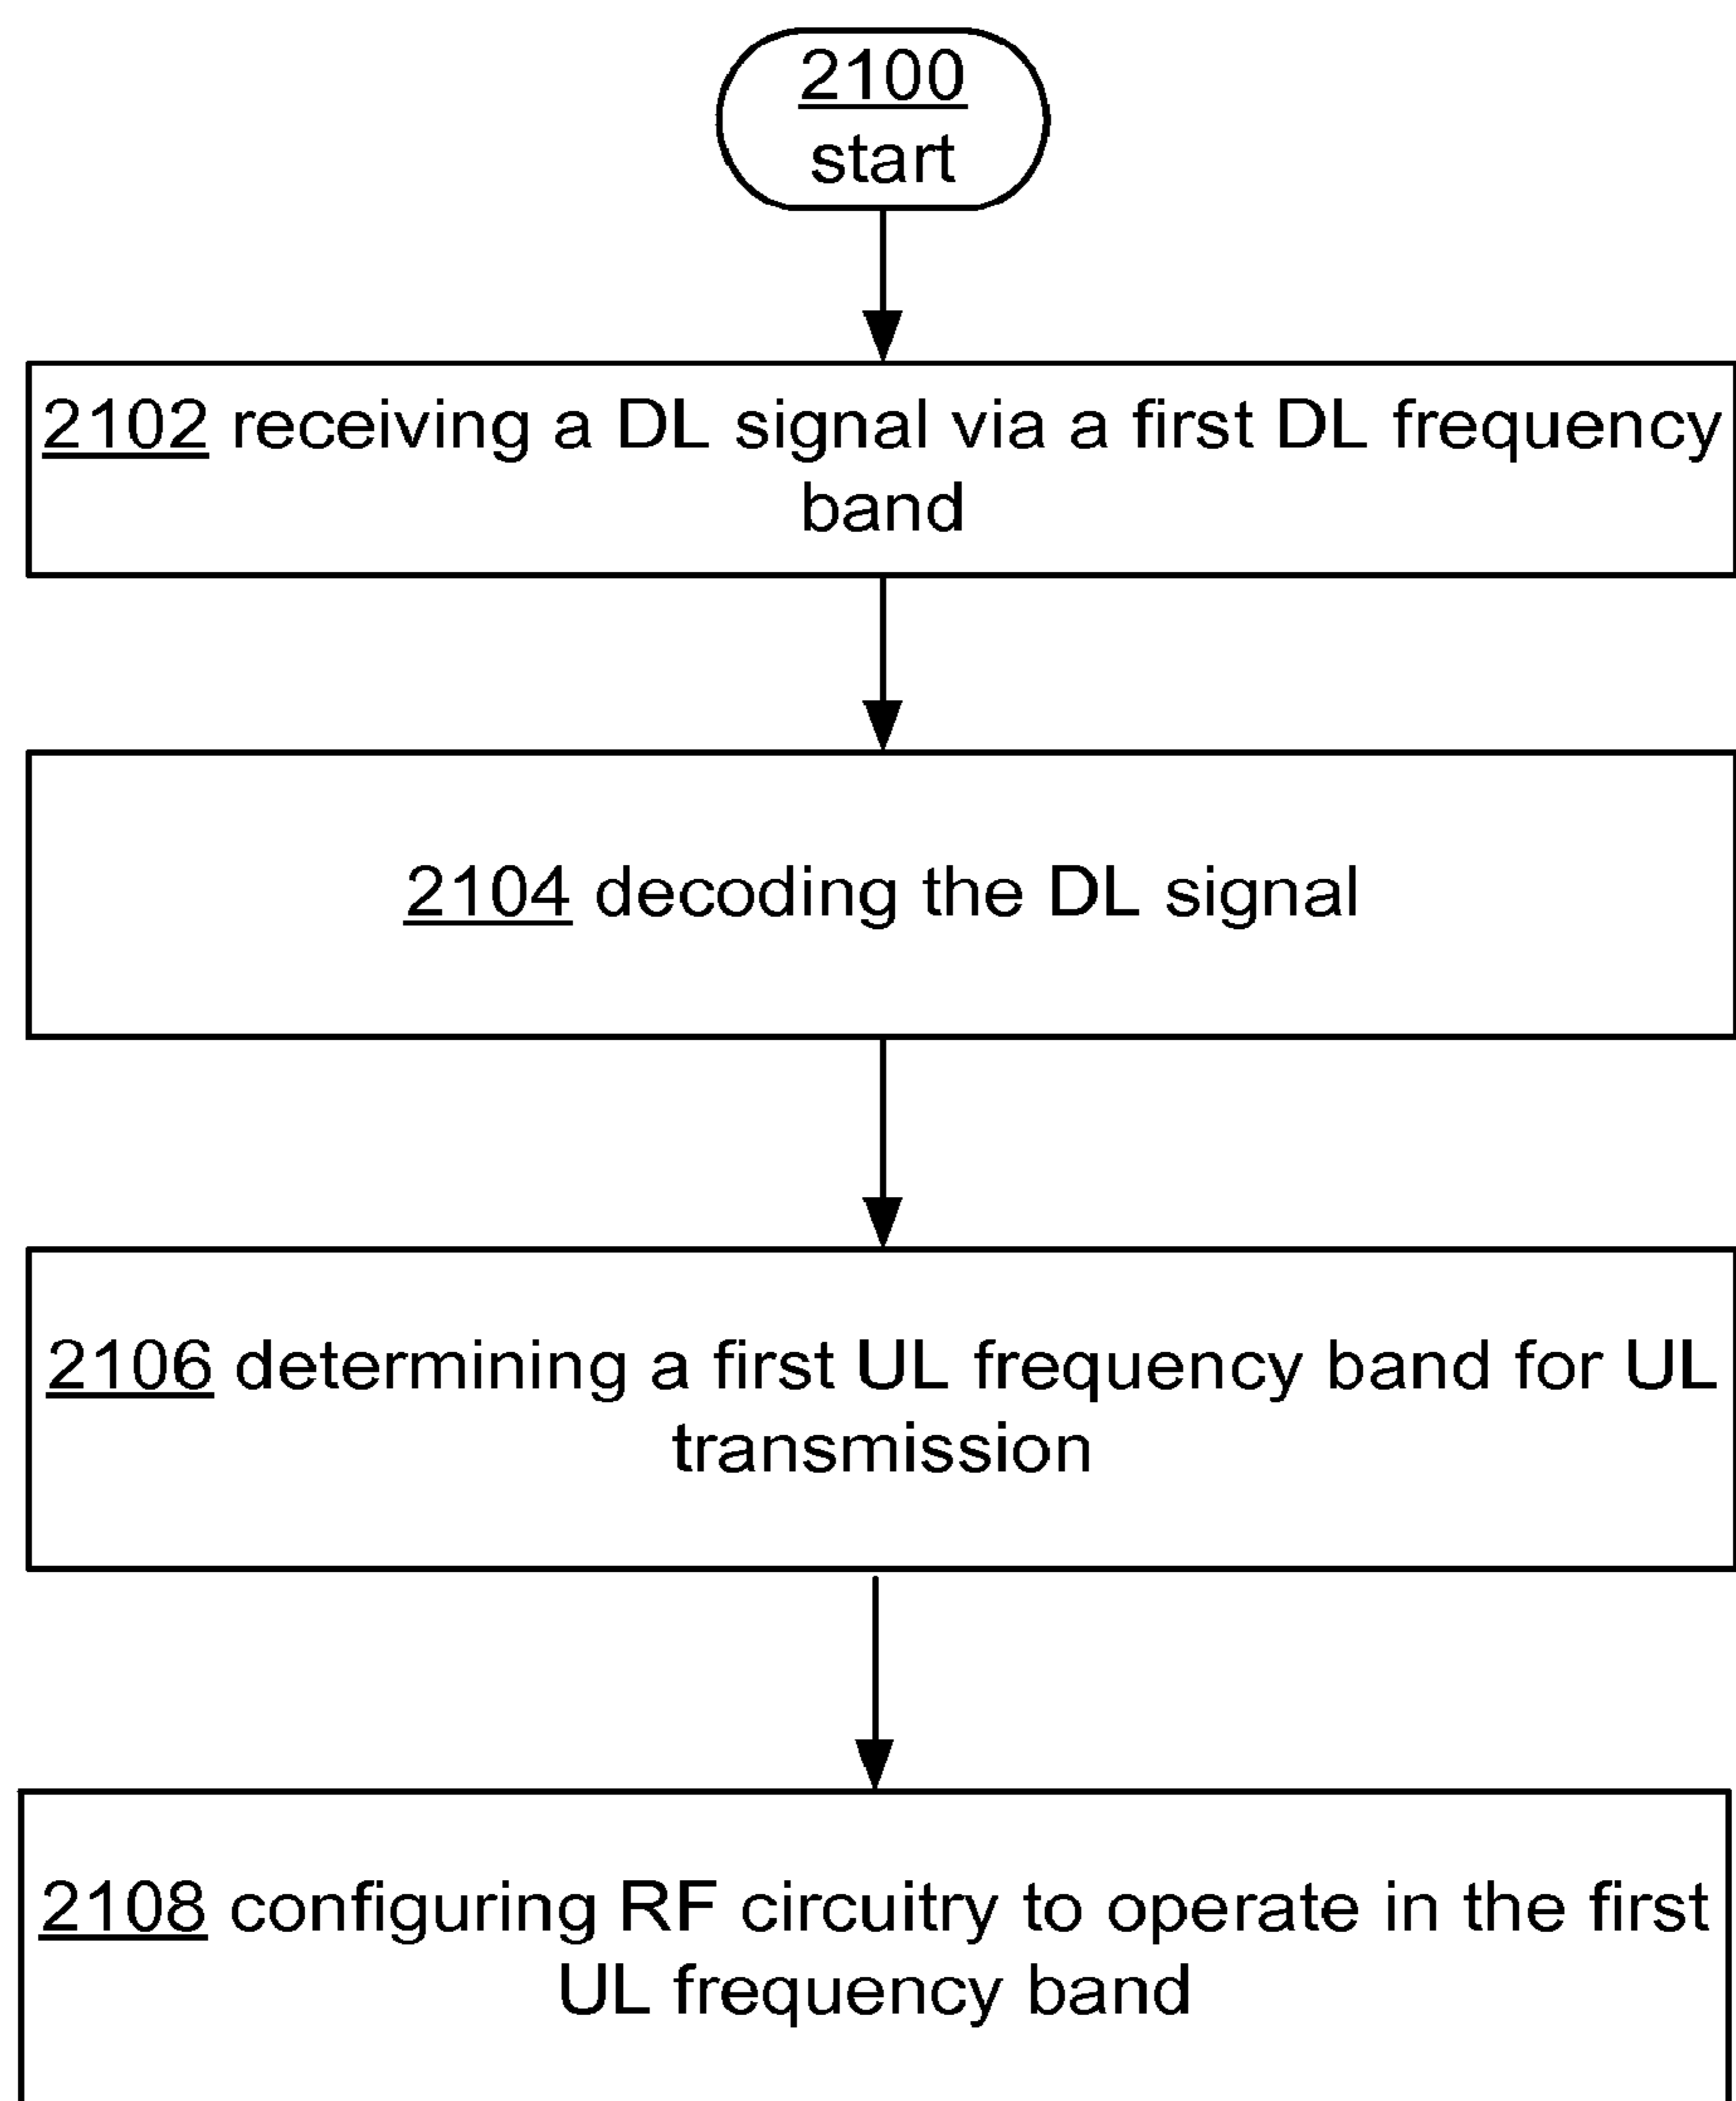 2100
start
2102 receiving a DL signal via a first DL frequency
band
2104 decoding the DL signal
2106 determining a first UL frequency band for UL
transmission
2108 configuring RF circuitry to operate in the first
UL frequency band